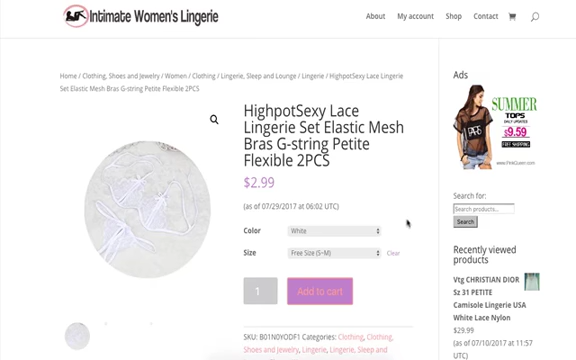 Intimate Women's Lingerie
About My account Shop Contact
Home / Clothing, Shoes and Jewelry / Women / Clothing / Lingerie, Sleep and Lounge / Lingerie / HighpotSexy Lace
Lingerie Set Elastic Mesh Bras G-string Petite Flexible 2PCS
HighpotSexy Lace
Lingerie Set Elastic Mesh
Bras G-string Petite
Flexible 2PCS
$2.99
(as of 07/29/2017 at 06:02 UTC)
Color White
Size Free Size (S~M) Clear
1 Add to cart
SKU: B01N0YODF1 Categories: Clothing, Clothing,
Shoes and Jewelry, Lingerie, Lingerie, Sleep and
Ads
SUMMER
TOPS
$9.59
FREE SHIPPING
PARIS
Search for:
Search products...
Search
Recently viewed
products
Vtg CHRISTIAN DIOR
Sz 31 PETITE
Camisole Lingerie USA
White Lace Nylon
$29.99
(as of 07/10/2017 at 11:57
UTC)